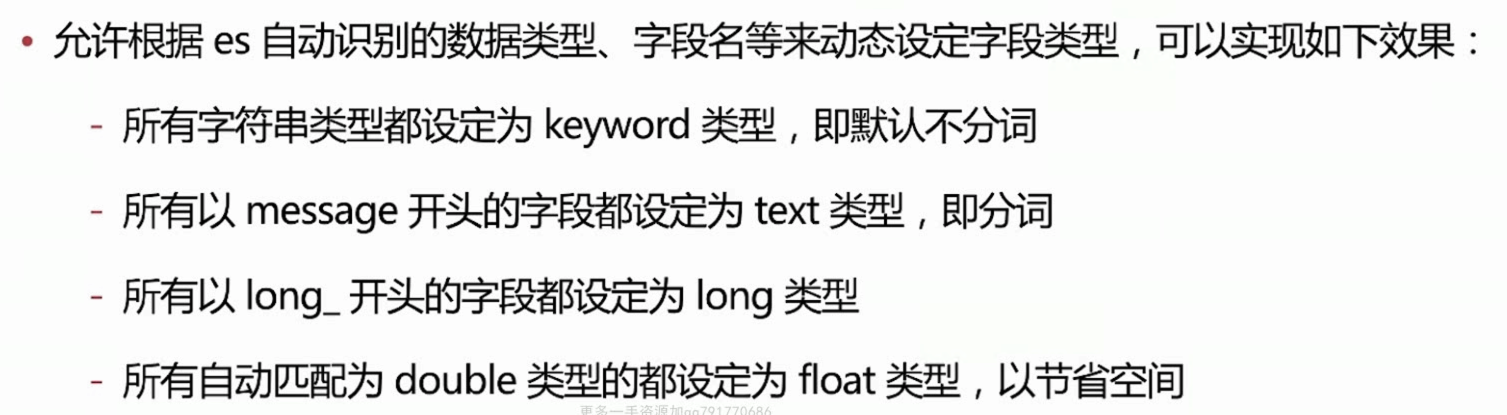 • 允许根据 es 自动识别的数据类型、字段名等来动态设定字段类型，可以实现如下效果：
- 所有字符串类型都设定为 keyword 类型，即默认不分词
- 所有以 message 开头的字段都设定为 text 类型，即分词
- 所有以 long_ 开头的字段都设定为 long 类型
- 所有自动匹配为 double 类型的都设定为 float 类型，以节省空间
更多一手资源加qq791770686